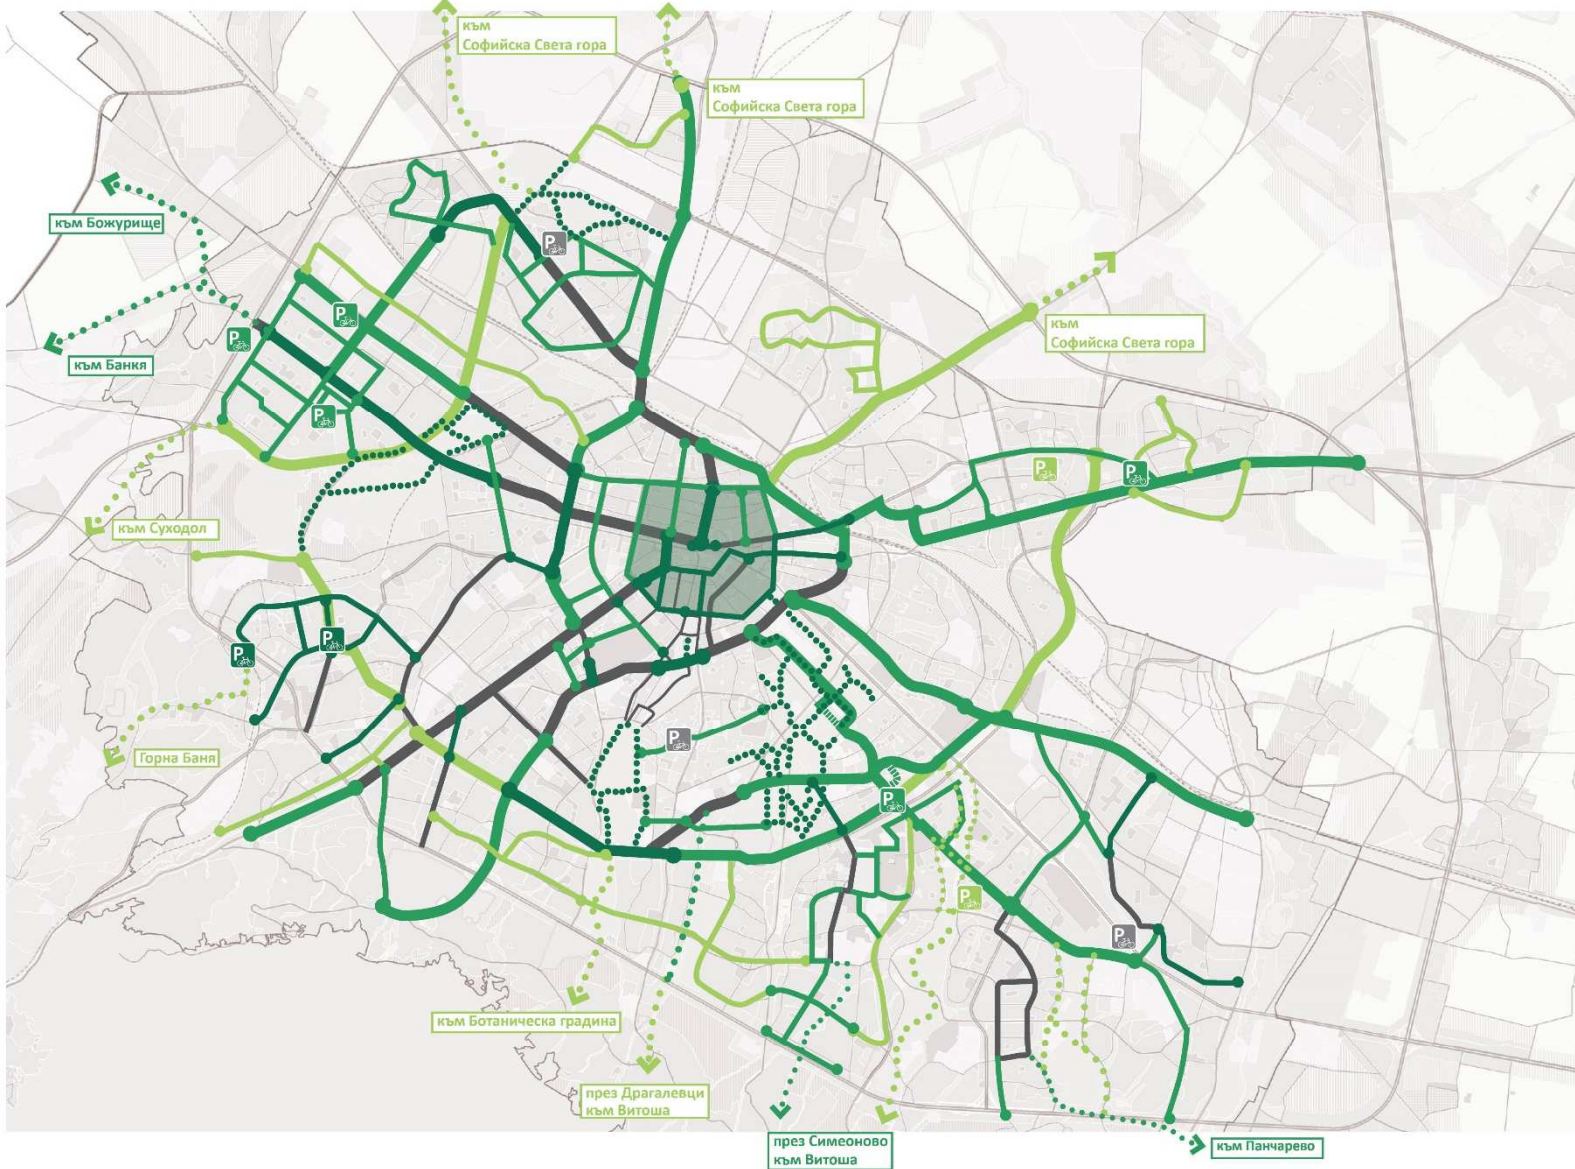 към
Софийска Света гора
към
Софийска Света гора
към Божурище
P
към
Софийска Света гора
P
P
към Банкя
P
P
P
към Суходол
P
P
P
Горна Баня
P
P
P
към Ботаническа градина
през Драгалевци
към Витоша
през Симеоново
към Витоша
към Панчарево